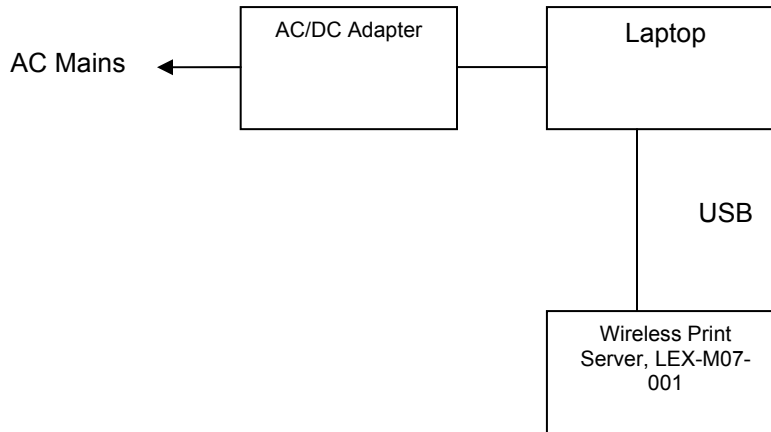 AC/DC Adapter
Laptop
AC Mains
USB
Wireless Print
Server, LEX-M07-
001